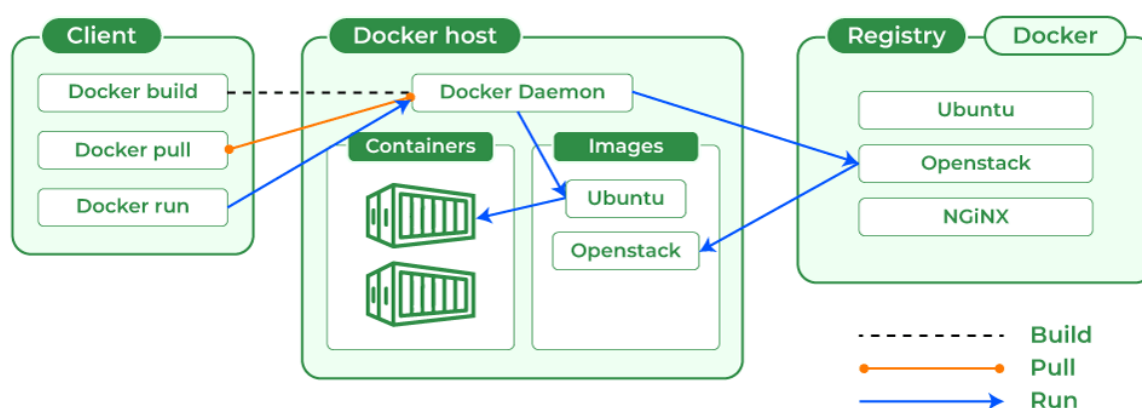 Client
Docker build
Docker pull
Docker run
Docker host
Docker Daemon
Containers
Images
Ubuntu
Openstack
Registry
Docker
Ubuntu
Openstack
NGiNX
Build
Pull
Run